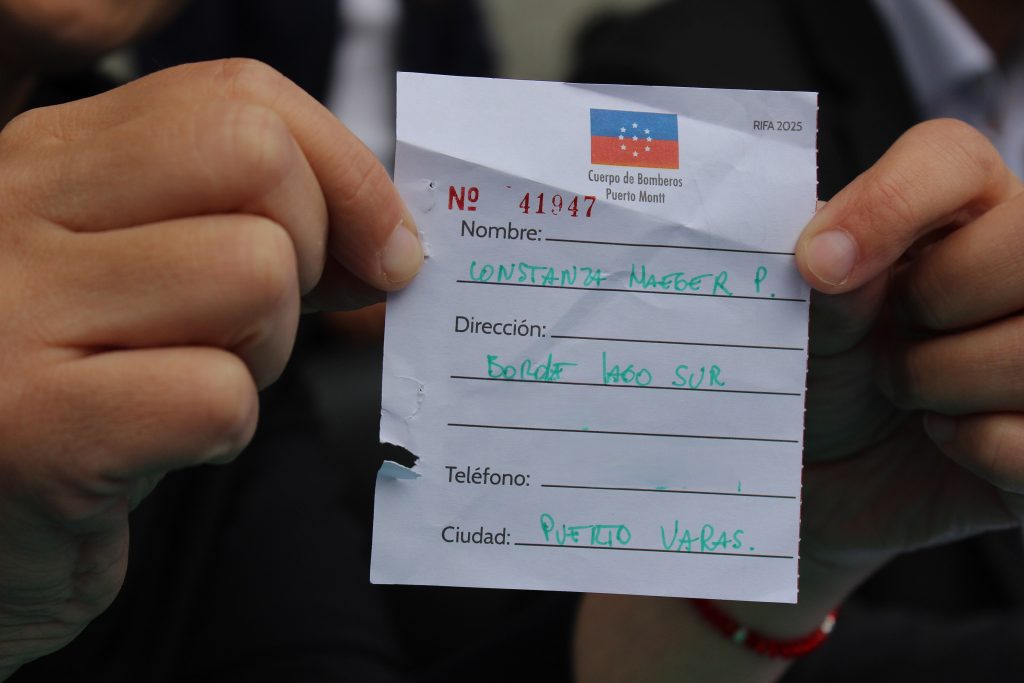 RIFA 2025
Cuerpo de Bomberos
Puerto Montt
Nº 41947
Nombre:
CONSTANZA MAEGER P.
Dirección:
BORDE LAGO SUR
Teléfono:
Ciudad: PUERTO VARAS.